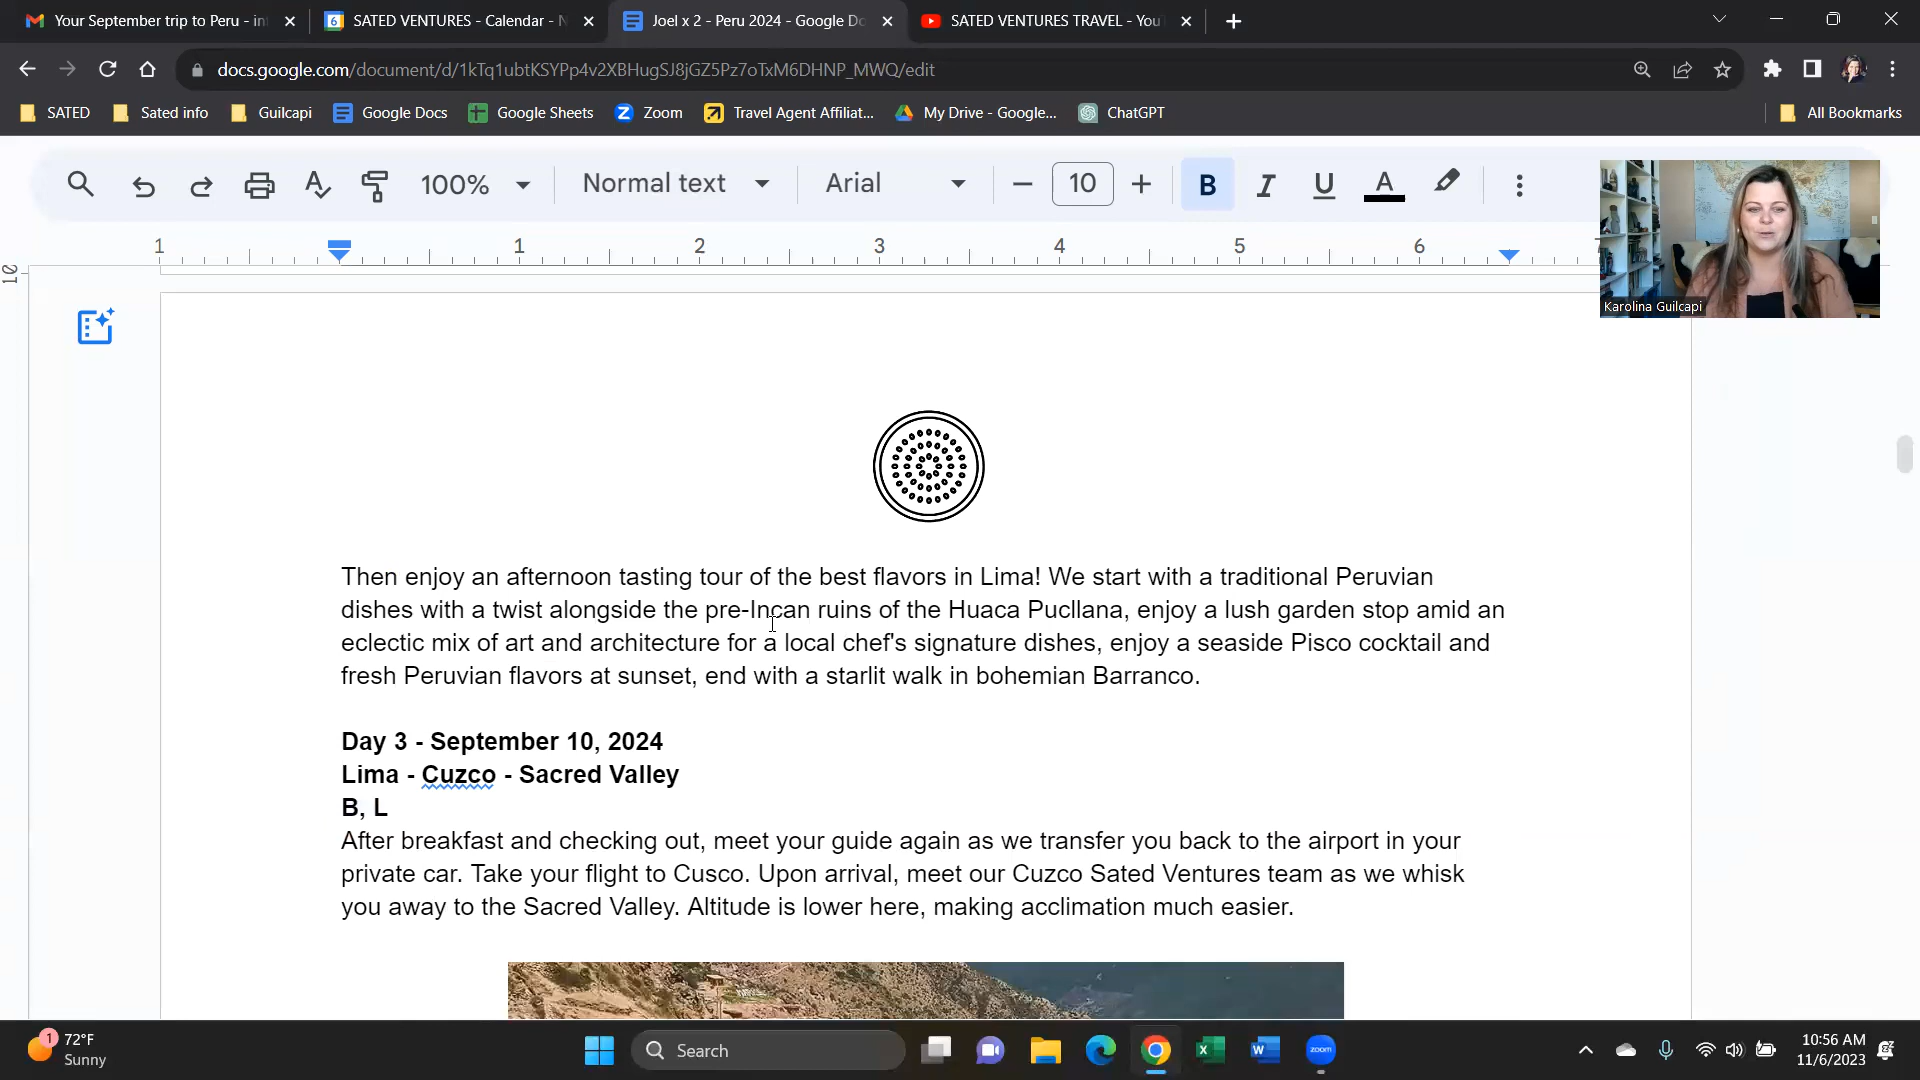 Your September trip to Peru - in
SATED VENTURES - Calendar - N
Joel x 2 - Peru 2024 - Google Do
SATED VENTURES TRAVEL - You
docs.google.com/document/d/1kTq1ubtKSYPp4v2XBHugSJ8jGZ5Pz7oTxM6DHNP_MWQ/edit
SATED
Sated info
Guilcapi
Google Docs
Google Sheets
Zoom
Travel Agent Affiliat...
My Drive - Google...
ChatGPT
All Bookmarks
100%
Normal text
Arial
10
B I U A
1 1 2 3 4 5 6 7
10
Karolina Guilcapi
Then enjoy an afternoon tasting tour of the best flavors in Lima! We start with a traditional Peruvian
dishes with a twist alongside the pre-Incan ruins of the Huaca Pucllana, enjoy a lush garden stop amid an
eclectic mix of art and architecture for a local chef's signature dishes, enjoy a seaside Pisco cocktail and
fresh Peruvian flavors at sunset, end with a starlit walk in bohemian Barranco.
Day 3 - September 10, 2024
Lima - Cuzco - Sacred Valley
B, L
After breakfast and checking out, meet your guide again as we transfer you back to the airport in your
private car. Take your flight to Cusco. Upon arrival, meet our Cuzco Sated Ventures team as we whisk
you away to the Sacred Valley. Altitude is lower here, making acclimation much easier.
1
72°F
Sunny
Search
zoom
10:56 AM
11/6/2023